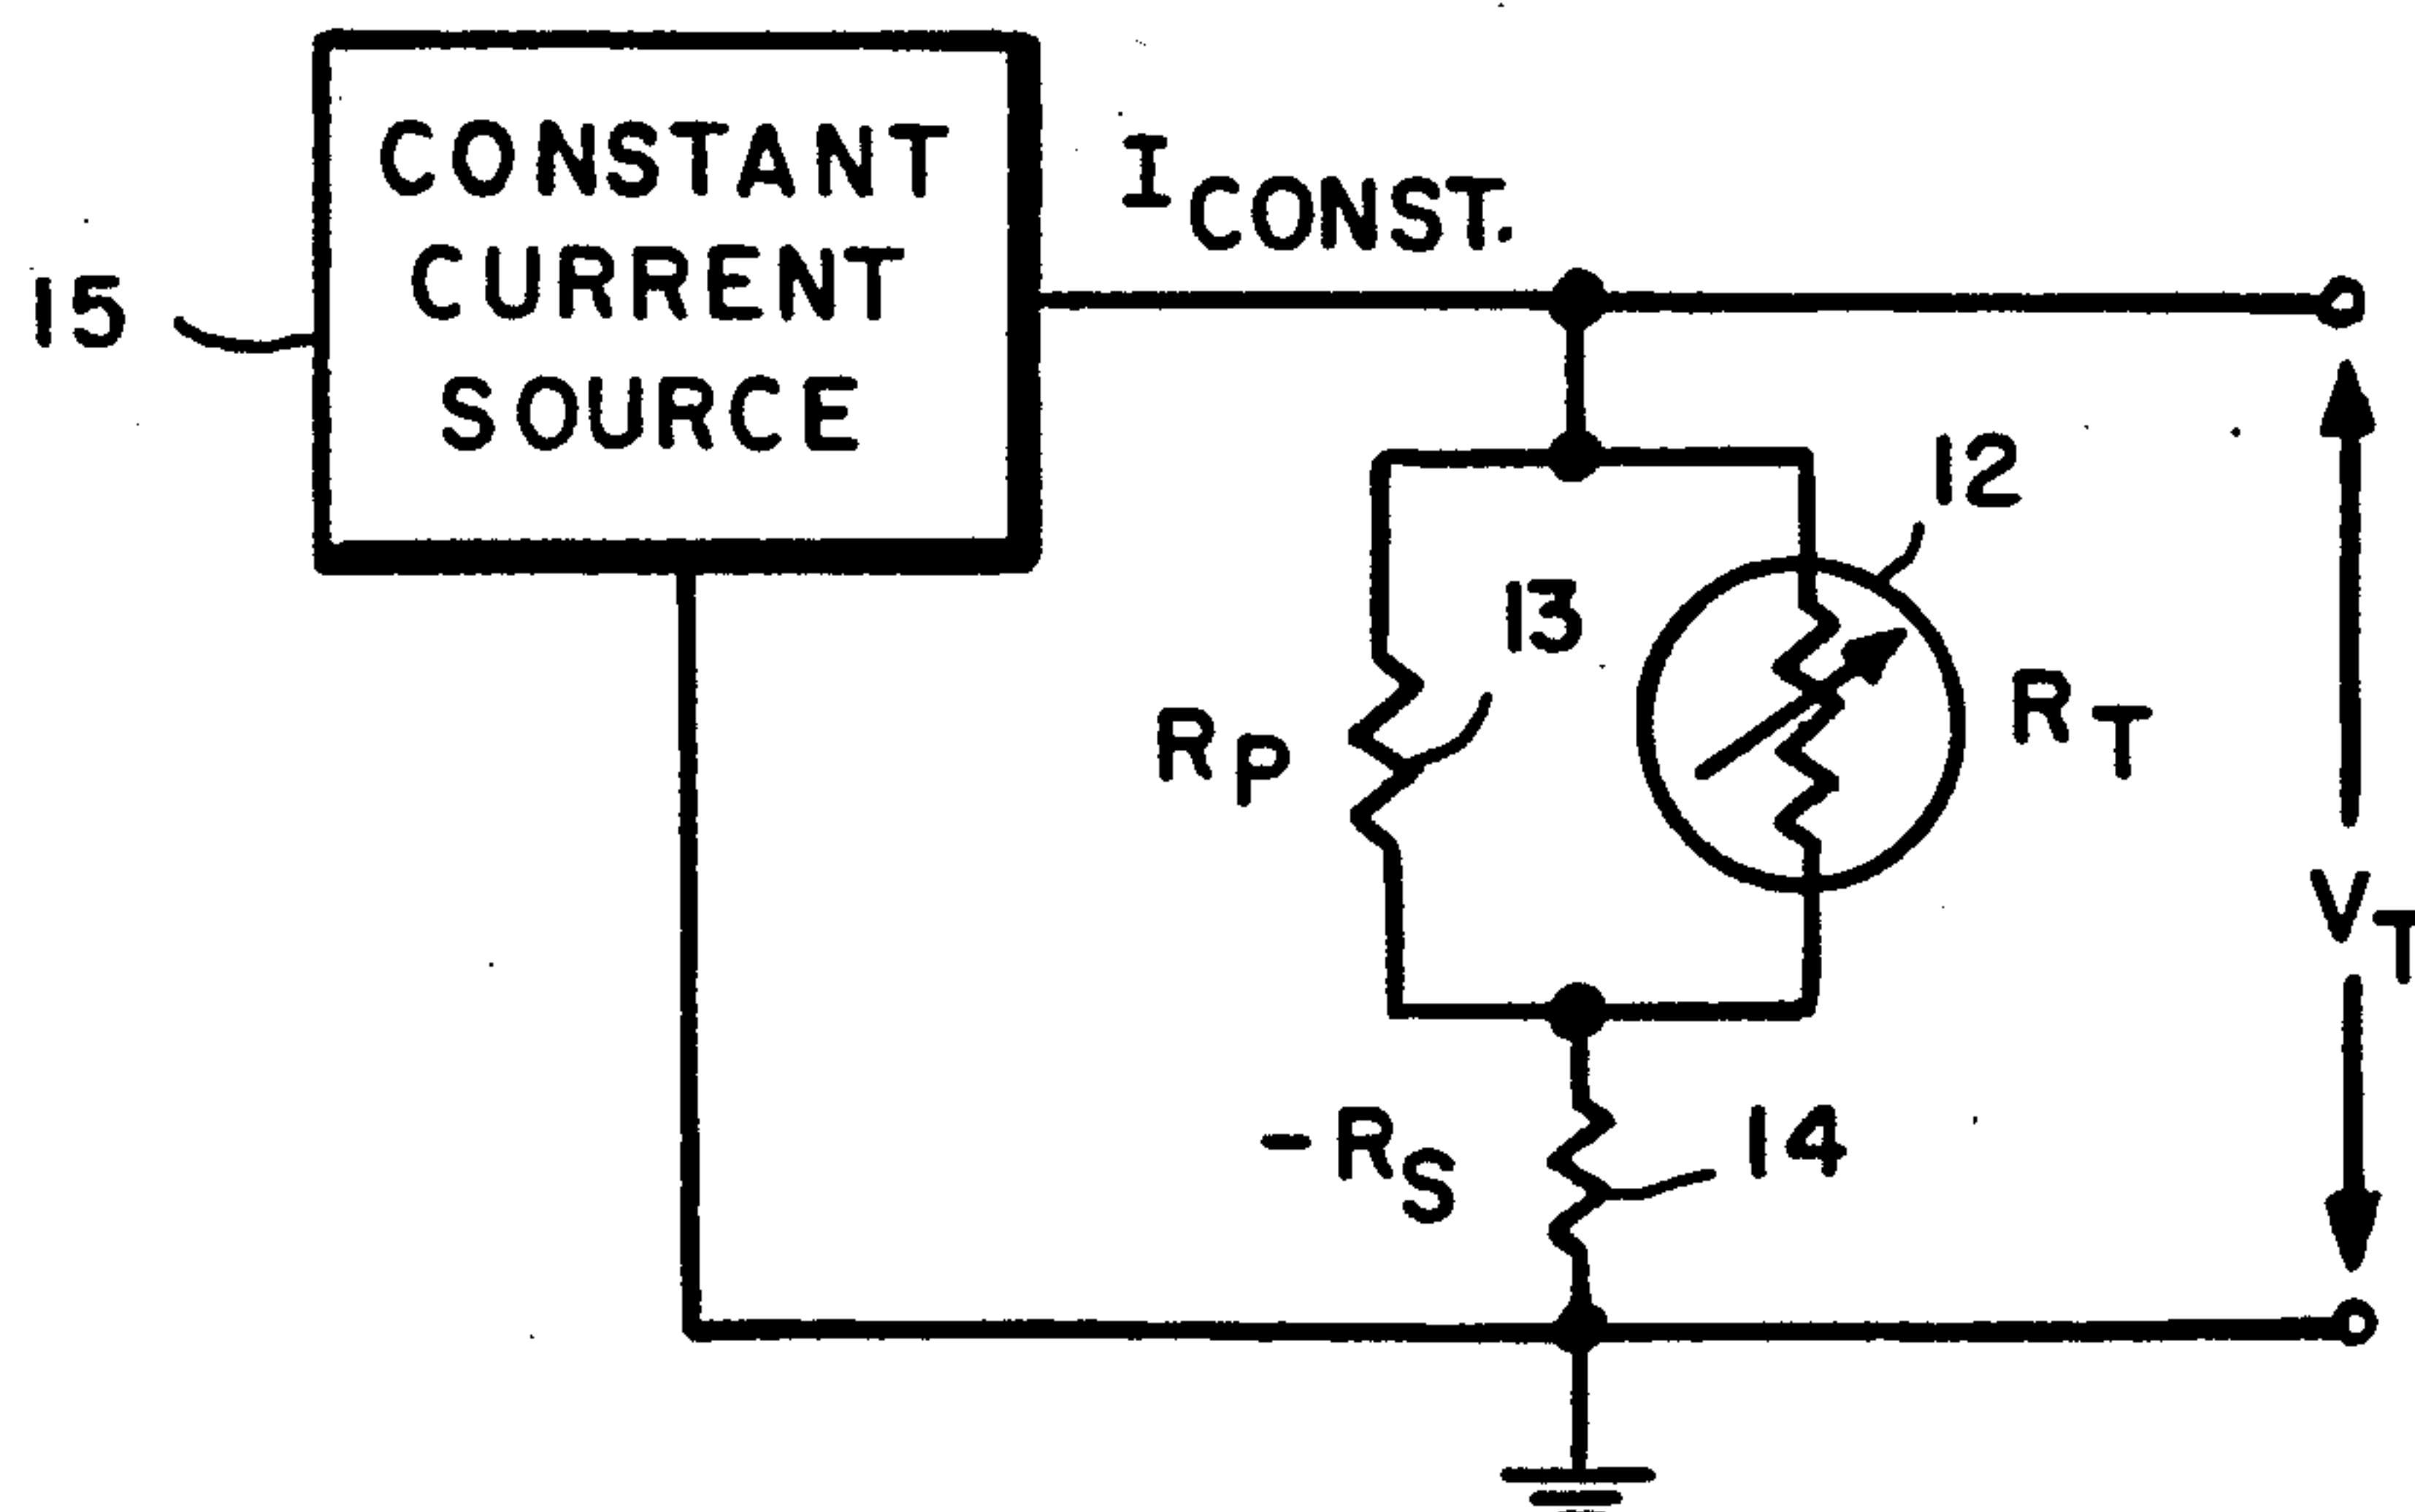 CONSTANT
CURRENT
SOURCE
15
I CONST.
12
13
RP
RT
VT
-RS
14